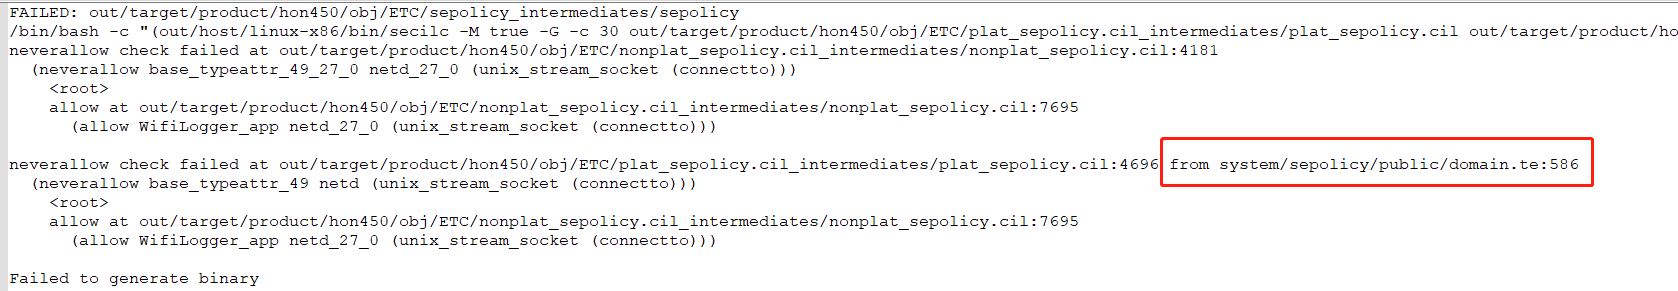 FAILED: out/target/product/hon450/obj/ETC/sepolicy_intermediates/sepolicy
/bin/bash -c "(out/host/linux-x86/bin/secilc -M true -G -c 30 out/target/product/hon450/obj/ETC/plat_sepolicy.cil_intermediates/plat_sepolicy.cil out/target/product/ho
neverallow check failed at out/target/product/hon450/obj/ETC/nonplat_sepolicy.cil_intermediates/nonplat_sepolicy.cil:4181
(neverallow base_typeattr_49_27_0 netd_27_0 (unix_stream_socket (connectto)))
<root>
allow at out/target/product/hon450/obj/ETC/nonplat_sepolicy.cil_intermediates/nonplat_sepolicy.cil:7695
(allow WifiLogger_app netd_27_0 (unix_stream_socket (connectto)))
neverallow check failed at out/target/product/hon450/obj/ETC/plat_sepolicy.cil_intermediates/plat_sepolicy.cil:4696 from system/sepolicy/public/domain.te:586
(neverallow base_typeattr_49 netd (unix_stream_socket (connectto)))
<root>
allow at out/target/product/hon450/obj/ETC/nonplat_sepolicy.cil_intermediates/nonplat_sepolicy.cil:7695
(allow WifiLogger_app netd_27_0 (unix_stream_socket (connectto)))
Failed to generate binary